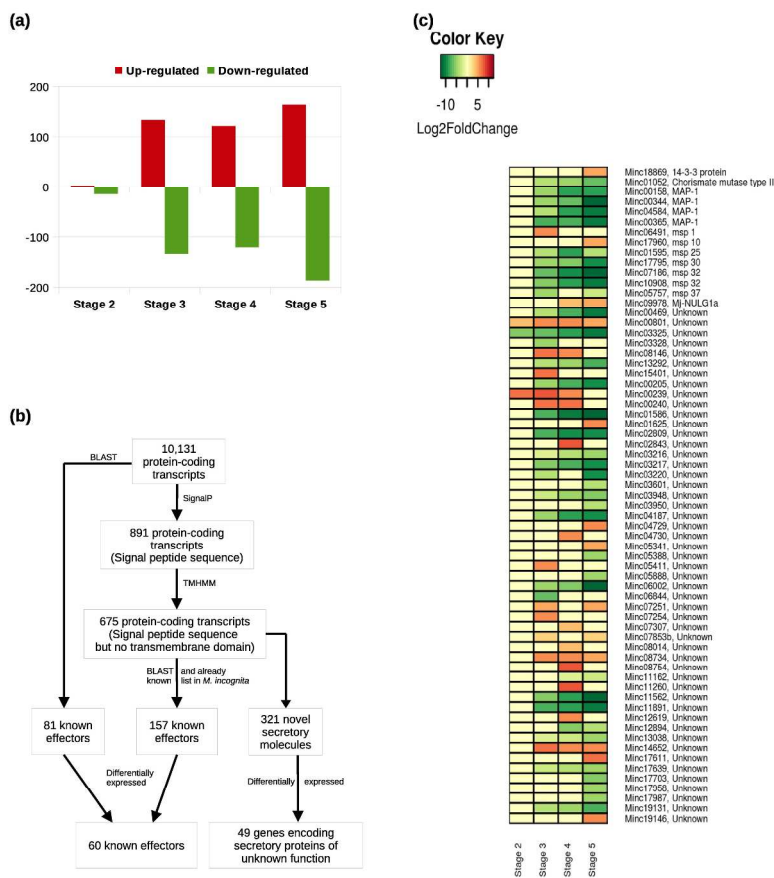 (a)
Up-regulated Down-regulated
200
100
0
-100
-200
Stage 2 Stage 3 Stage 4 Stage 5
(b)
10,131
protein-coding
transcripts
BLAST
SignalP
891 protein-coding
transcripts
(Signal peptide sequence)
TMHMM
675 protein-coding transcripts
(Signal peptide sequence
but no transmembrane domain)
BLAST and already
known list in M. incognita
81 known
effectors
157 known
effectors
321 novel
secretory
molecules
Differentially
expressed
Differentially expressed
60 known effectors
49 genes encoding
secretory proteins of
unknown function
(c)
Color Key
-10 5
Log2FoldChange
Minc18869, 14-3-3 protein
Minc01052, Chorismate mutase type II
Minc00158, MAP-1
Minc00344, MAP-1
Minc04584, MAP-1
Minc00365, MAP-1
Minc06491, msp 1
Minc17960, msp 10
Minc01595, msp 25
Minc17795, msp 30
Minc07186, msp 32
Minc10908, msp 32
Minc05757, msp 37
Minc09978, Mj-NULG1a
Minc00469, Unknown
Minc00801, Unknown
Minc03325, Unknown
Minc03328, Unknown
Minc08146, Unknown
Minc13292, Unknown
Minc15401, Unknown
Minc00205, Unknown
Minc00239, Unknown
Minc00240, Unknown
Minc01586, Unknown
Minc01625, Unknown
Minc02809, Unknown
Minc02843, Unknown
Minc03216, Unknown
Minc03217, Unknown
Minc03220, Unknown
Minc03601, Unknown
Minc03948, Unknown
Minc03950, Unknown
Minc04187, Unknown
Minc04729, Unknown
Minc04730, Unknown
Minc05341, Unknown
Minc05388, Unknown
Minc05411, Unknown
Minc05888, Unknown
Minc06002, Unknown
Minc06844, Unknown
Minc07251, Unknown
Minc07254, Unknown
Minc07307, Unknown
Minc07853b, Unknown
Minc08014, Unknown
Minc08734, Unknown
Minc08764, Unknown
Minc11162, Unknown
Minc11260, Unknown
Minc11562, Unknown
Minc11891, Unknown
Minc12619, Unknown
Minc12894, Unknown
Minc13038, Unknown
Minc14652, Unknown
Minc17611, Unknown
Minc17639, Unknown
Minc17703, Unknown
Minc17958, Unknown
Minc17987, Unknown
Minc19131, Unknown
Minc19146, Unknown
Stage 2
Stage 3
Stage 4
Stage 5